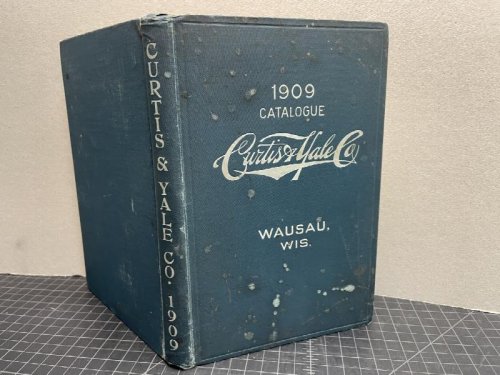 CURTIS & YALE CO. 1909
1909
CATALOGUE
Curtis & Yale Co
WAUSAU,
WIS.